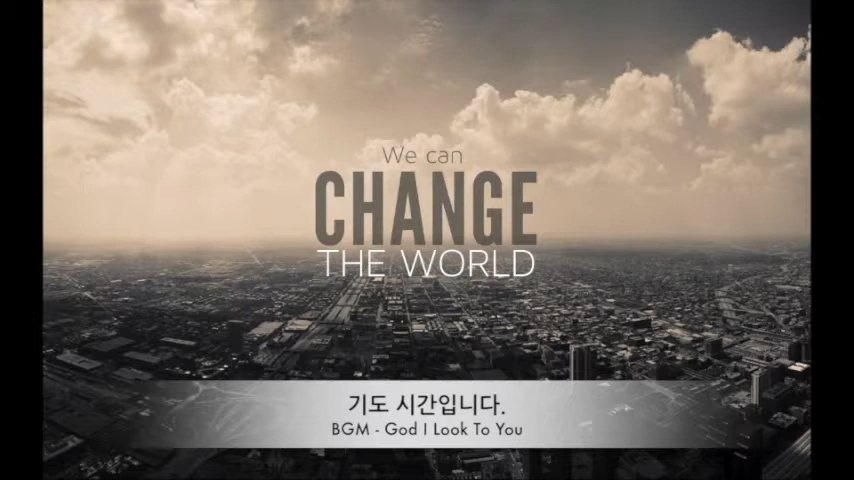 We can
CHANGE
THE WORLD
기도 시간입니다.
BGM - God I Look To You